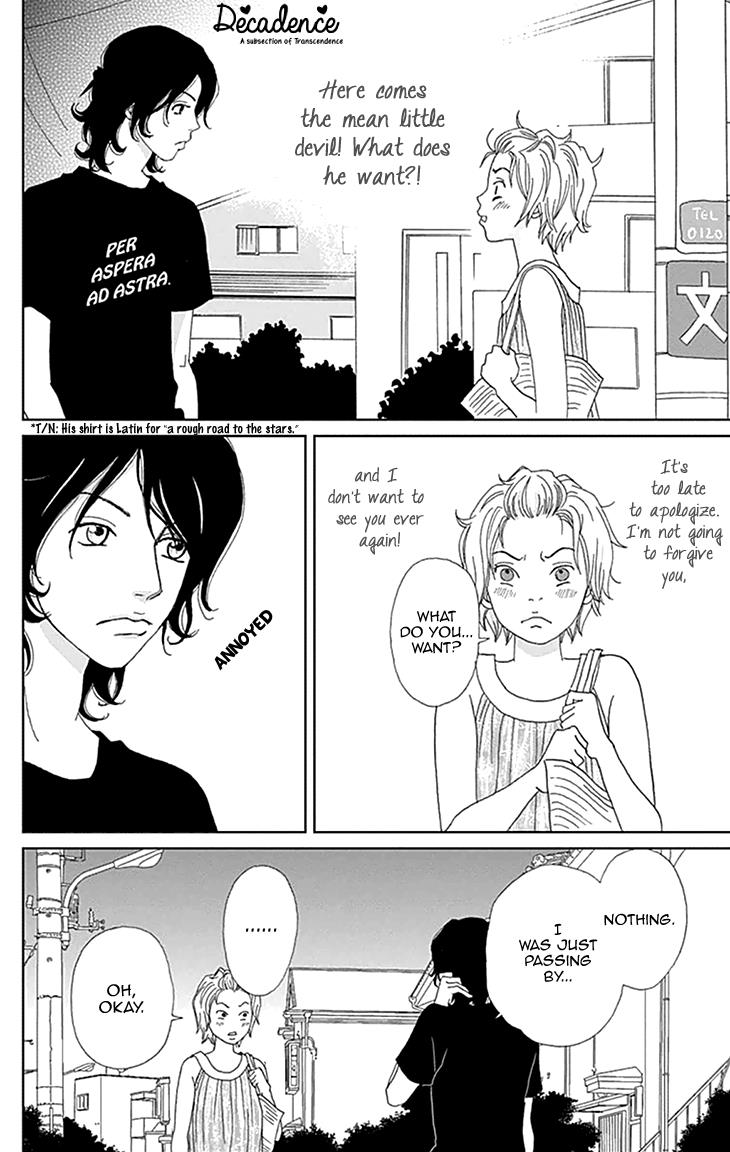 Decadence
A subsection of Transcendence
Here comes
the mean little
devil! What does
he want?!
PER
ASPERA
AD ASTRA.
TEL
0120
文
*T/N: His shirt is Latin for "a rough road to the stars."
It's
too late
to apologize.
I'm not going
to forgive
you,
and I
don't want to
see you ever
again!
WHAT
DO YOU...
WANT?
ANNOYED
NOTHING.
I
WAS JUST
PASSING
BY...
......
OH,
OKAY.